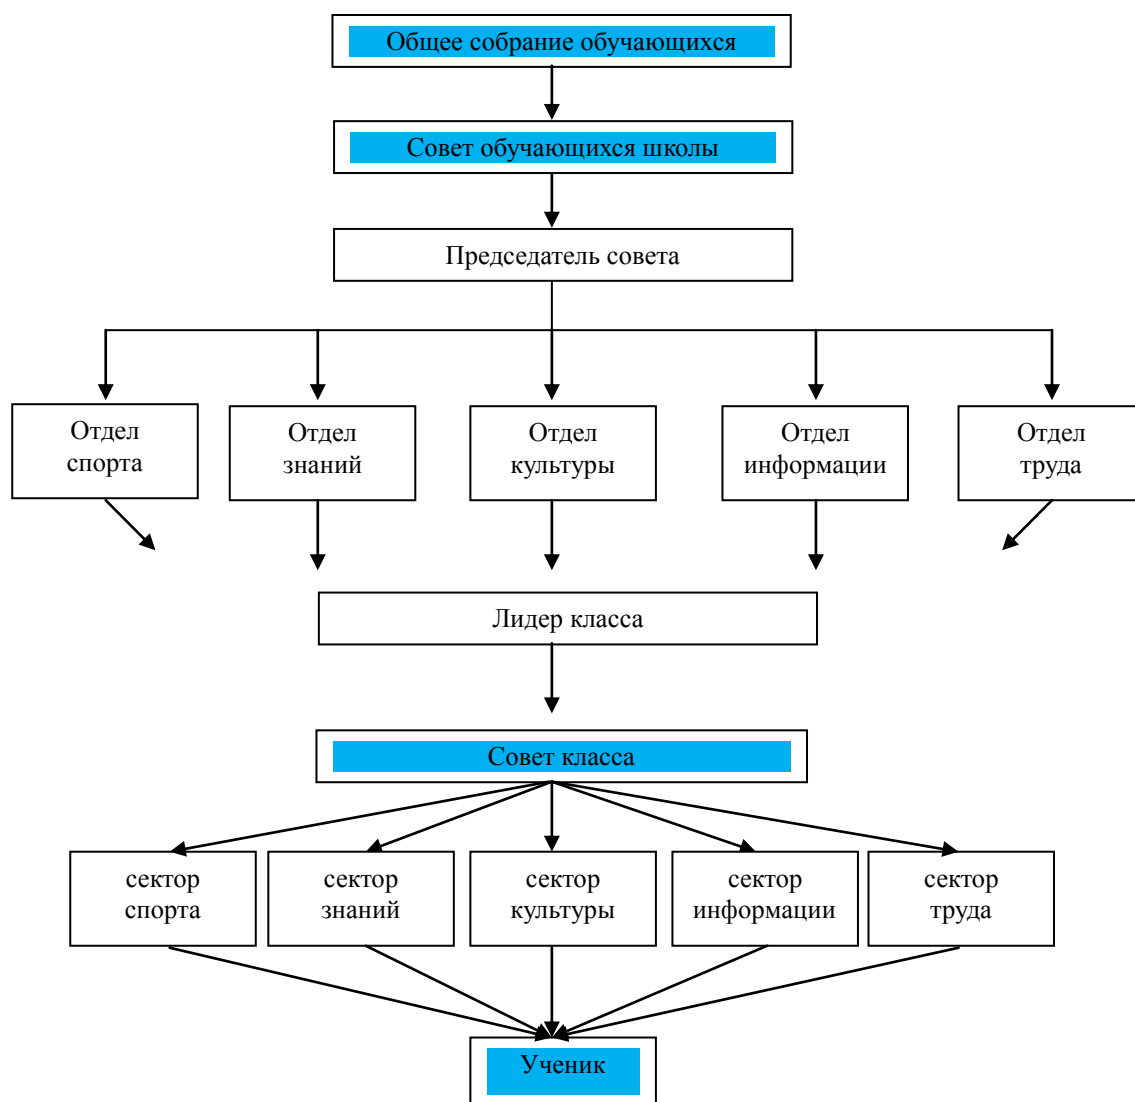 Общее собрание обучающихся
Совет обучающихся школы
Председатель совета
Отдел
спорта
Отдел
знаний
Отдел
культуры
Отдел
информации
Отдел
труда
Лидер класса
Совет класса
сектор
спорта
сектор
знаний
сектор
культуры
сектор
информации
сектор
труда
Ученик